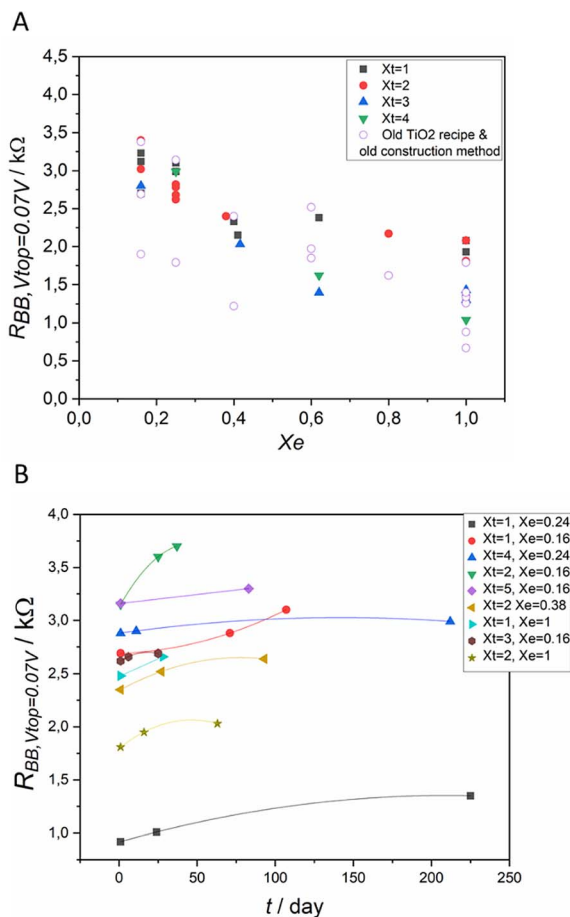 A
4,5
4,0
3,5
3,0
2,5
2,0
1,5
1,0
0,5
0,0
R_BB, Vtop=0.07V / kΩ
Xt=1
Xt=2
Xt=3
Xt=4
Old TiO2 recipe &
old construction method
0,0 0,2 0,4 0,6 0,8 1,0
Xe
B
4,0
3,5
3,0
2,5
2,0
1,5
1,0
R_BB, Vtop=0.07V / kΩ
Xt=1, Xe=0.24
Xt=1, Xe=0.16
Xt=4, Xe=0.24
Xt=2, Xe=0.16
Xt=5, Xe=0.16
Xt=2 Xe=0.38
Xt=1, Xe=1
Xt=3, Xe=0.16
Xt=2, Xe=1
0 50 100 150 200 250
t / day